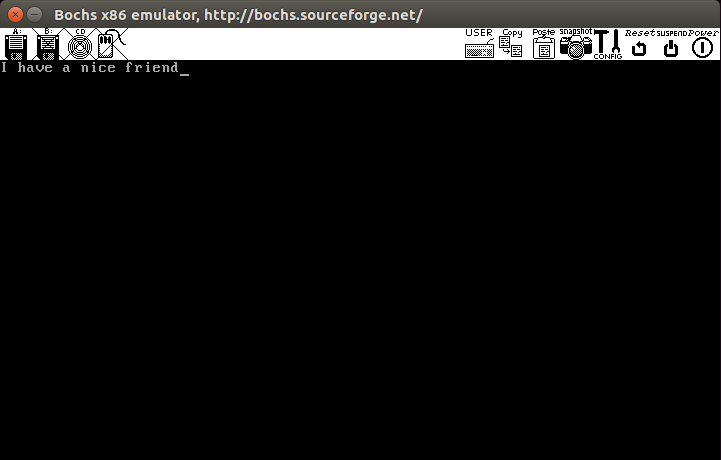 Bochs x86 emulator, http://bochs.sourceforge.net/
A: B: CD USER Copy Paste snapshot CONFIG Reset SUSPEND Power
I have a nice friend_